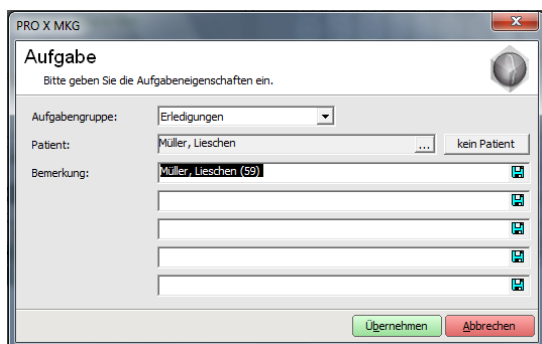 PRO X MKG
Aufgabe
Bitte geben Sie die Aufgabeneigenschaften ein.
Aufgabengruppe: Erledigungen
Patient: Müller, Lieschen ... kein Patient
Bemerkung: Müller, Lieschen (59)
Übernehmen Abbrechen